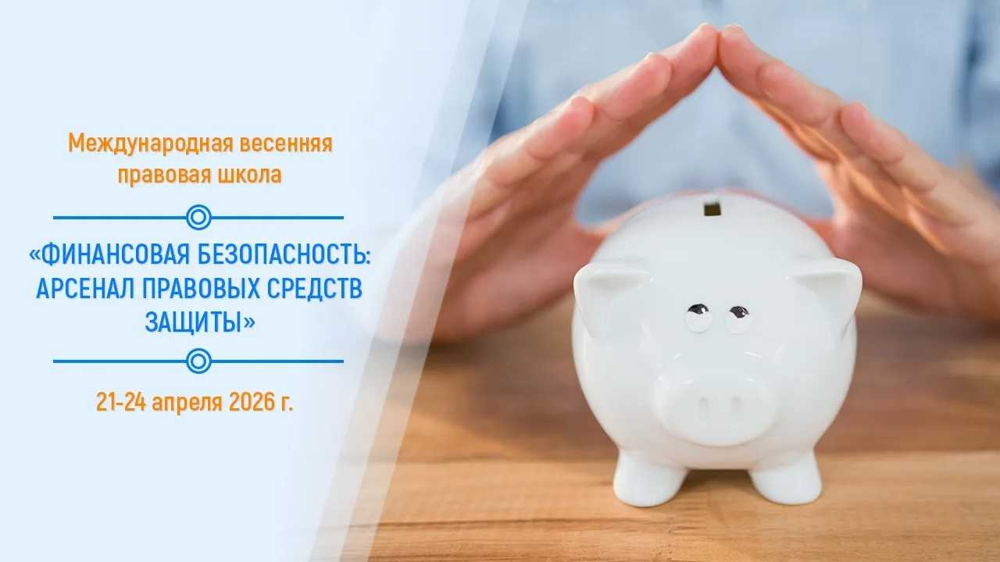 Международная весенняя
правовая школа
«ФИНАНСОВАЯ БЕЗОПАСНОСТЬ:
АРСЕНАЛ ПРАВОВЫХ СРЕДСТВ
ЗАЩИТЫ»
21-24 апреля 2026 г.